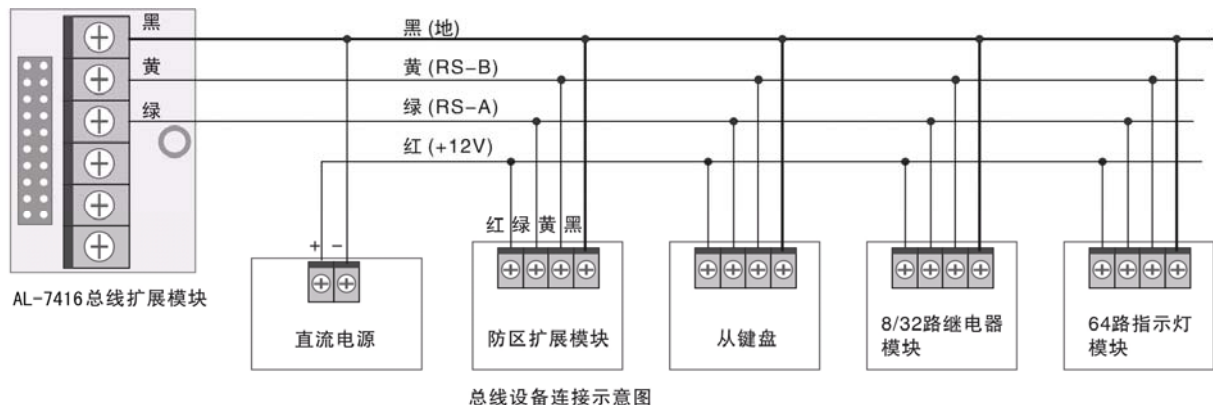 黑
黑 (地)
黄
黄 (RS-B)
绿
绿 (RS-A)
红 (+12V)
红 绿 黄 黑
+ -
AL-7416总线扩展模块
直流电源
防区扩展模块
从键盘
8/32路继电器
模块
64路指示灯
模块
总线设备连接示意图